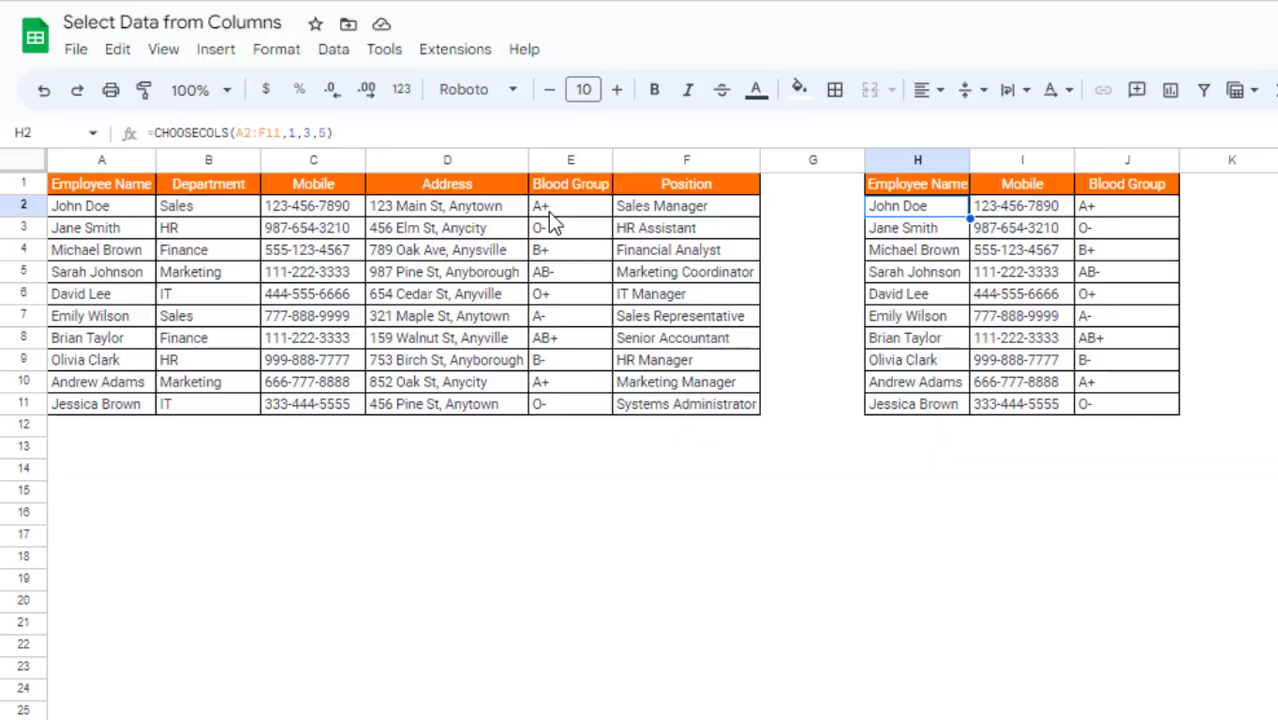 Select Data from Columns
File Edit View Insert Format Data Tools Extensions Help
100% $ % .0 .00 123 Roboto 10 B I S A A
H2 fx =CHOOSECOLS(A2:F11,1,3,5)
A B C D E F G H I J K
1 Employee Name Department Mobile Address Blood Group Position Employee Name Mobile Blood Group
2 John Doe Sales 123-456-7890 123 Main St, Anytown A+ Sales Manager John Doe 123-456-7890 A+
3 Jane Smith HR 987-654-3210 456 Elm St, Anycity O- HR Assistant Jane Smith 987-654-3210 O-
4 Michael Brown Finance 555-123-4567 789 Oak Ave, Anysville B+ Financial Analyst Michael Brown 555-123-4567 B+
5 Sarah Johnson Marketing 111-222-3333 987 Pine St, Anyborough AB- Marketing Coordinator Sarah Johnson 111-222-3333 AB-
6 David Lee IT 444-555-6666 654 Cedar St, Anyville O+ IT Manager David Lee 444-555-6666 O+
7 Emily Wilson Sales 777-888-9999 321 Maple St, Anytown A- Sales Representative Emily Wilson 777-888-9999 A-
8 Brian Taylor Finance 111-222-3333 159 Walnut St, Anyville AB+ Senior Accountant Brian Taylor 111-222-3333 AB+
9 Olivia Clark HR 999-888-7777 753 Birch St, Anyborough B- HR Manager Olivia Clark 999-888-7777 B-
10 Andrew Adams Marketing 666-777-8888 852 Oak St, Anycity A+ Marketing Manager Andrew Adams 666-777-8888 A+
11 Jessica Brown IT 333-444-5555 456 Pine St, Anytown O- Systems Administrator Jessica Brown 333-444-5555 O-
12
13
14
15
16
17
18
19
20
21
22
23
24
25